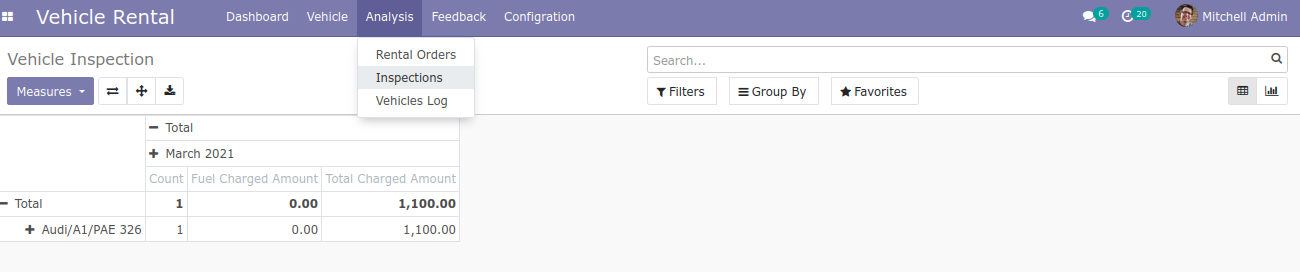 Vehicle Rental Dashboard Vehicle Analysis Feedback Configration 6 20 Mitchell Admin
Vehicle Inspection
Rental Orders
Inspections
Vehicles Log
Search...
Measures
Filters Group By Favorites
Total
March 2021
Count Fuel Charged Amount Total Charged Amount
Total 1 0.00 1,100.00
Audi/A1/PAE 326 1 0.00 1,100.00